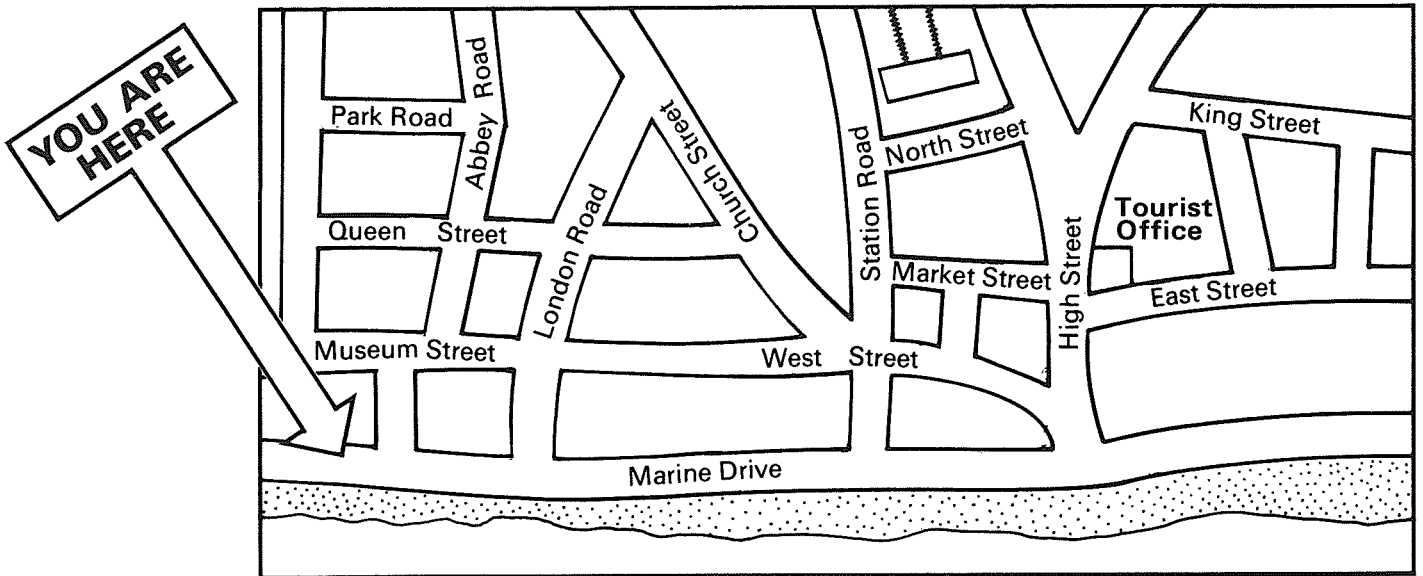 YOU ARE
HERE
Park Road
Abbey Road
Queen Street
London Road
Church Street
Museum Street
West Street
Station Road
North Street
Market Street
High Street
King Street
Tourist
Office
East Street
Marine Drive